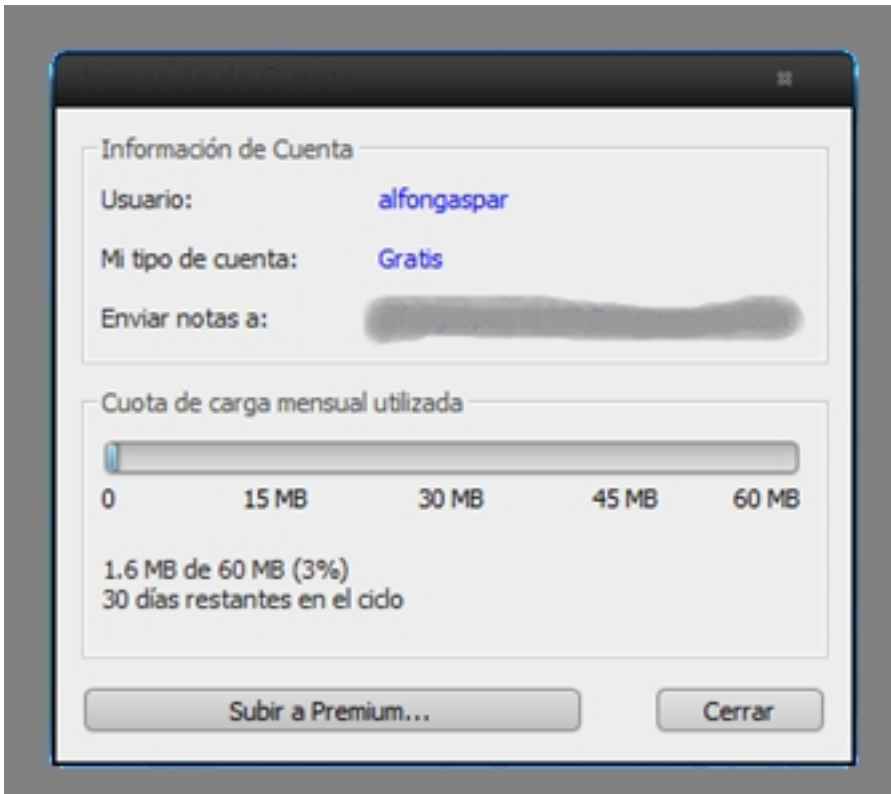 Información de Cuenta
Usuario: alfongaspar
Mi tipo de cuenta: Gratis
Enviar notas a:
Cuota de carga mensual utilizada
0 15 MB 30 MB 45 MB 60 MB
1.6 MB de 60 MB (3%)
30 días restantes en el ciclo
Subir a Premium... Cerrar